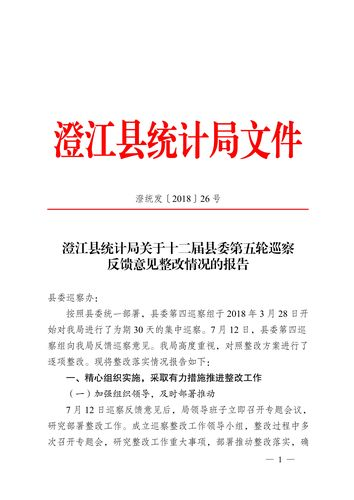 澄江县统计局文件
澄统发〔2018〕26 号
澄江县统计局关于十二届县委第五轮巡察
反馈意见整改情况的报告
县委巡察办：
按照县委统一部署，县委第四巡察组于 2018 年 3 月 28 日开
始对我局进行了为期 30 天的集中巡察。7 月 12 日，县委第四巡
察组向我局反馈巡察意见。我局高度重视，对照整改方案进行了
逐项整改。现将整改落实情况报告如下：
一、精心组织实施，采取有力措施推进整改工作
（一）加强组织领导，及时部署推动
7 月 12 日巡察反馈意见后，局领导班子立即召开专题会议，
研究部署整改工作。成立巡察整改工作领导小组，整改过程中多
次召开专题会，研究整改工作重大事项，部署推动整改落实，确
— 1 —